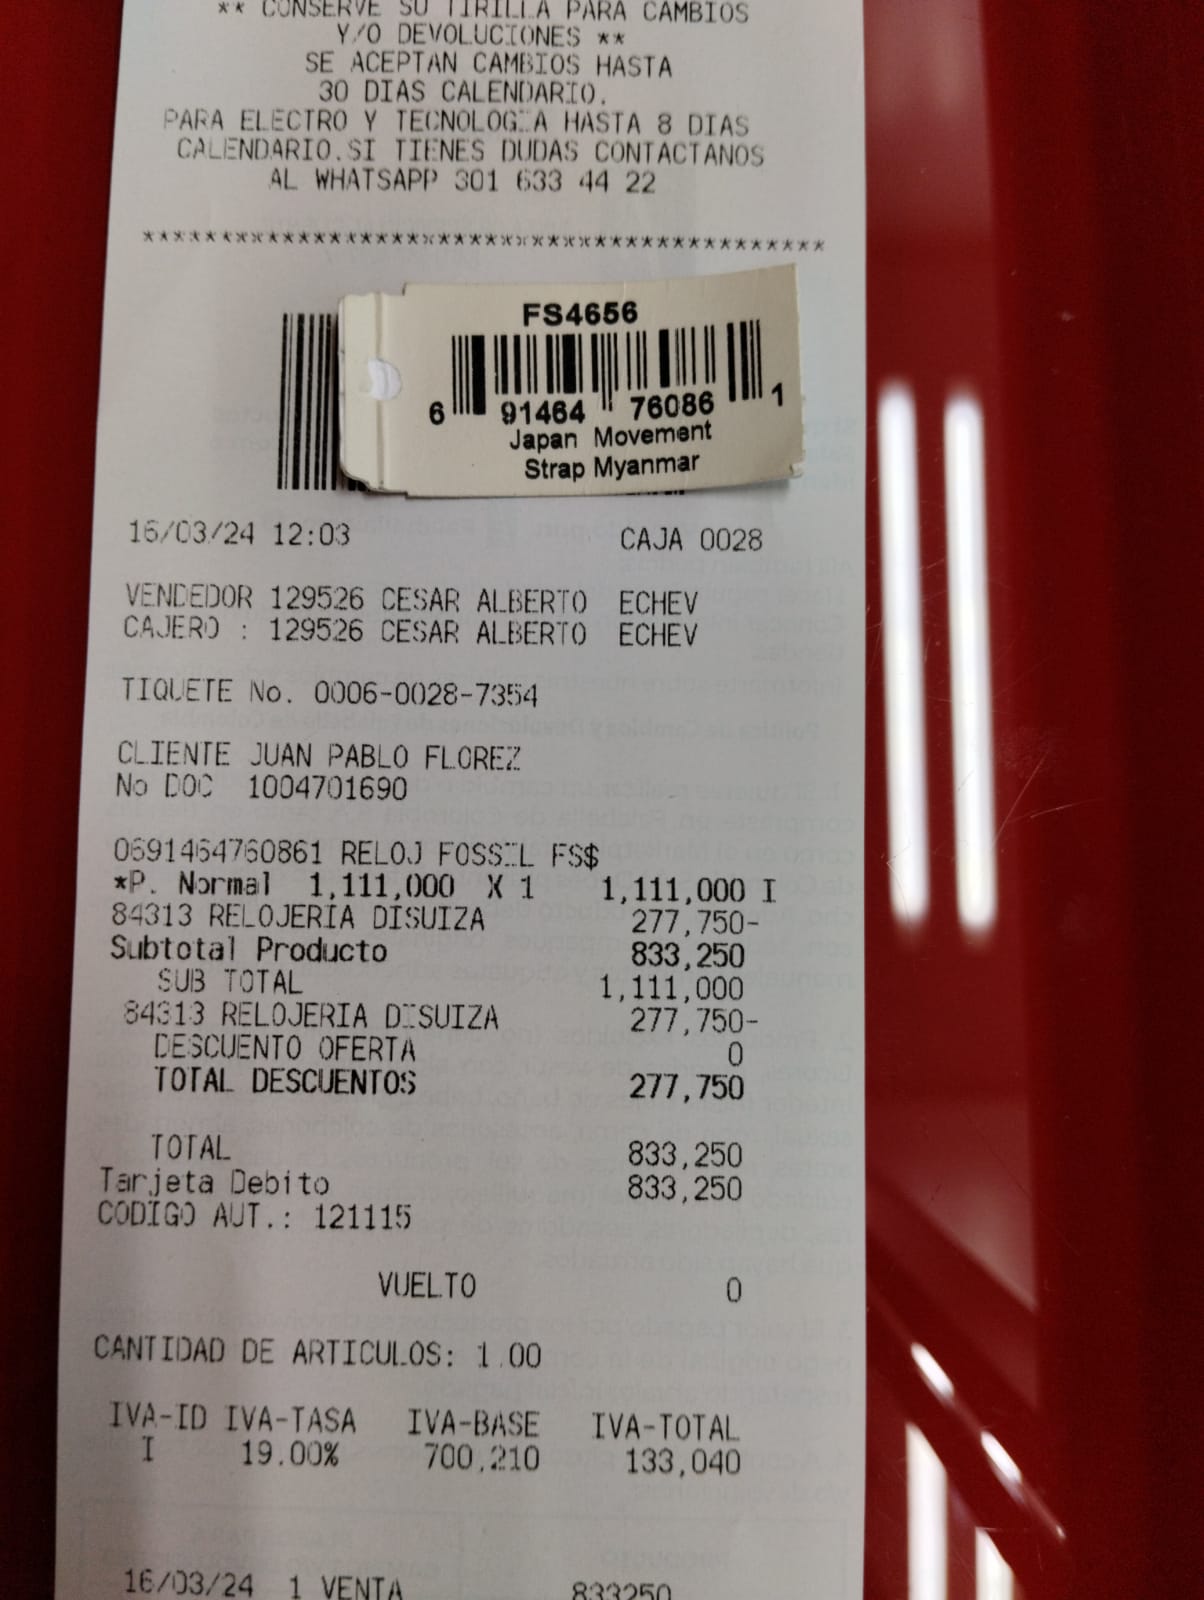 ** CONSERVE SU TIRILLA PARA CAMBIOS
Y/O DEVOLUCIONES **
SE ACEPTAN CAMBIOS HASTA
30 DIAS CALENDARIO.
PARA ELECTRO Y TECNOLOGIA HASTA 8 DIAS
CALENDARIO.SI TIENES DUDAS CONTACTANOS
AL WHATSAPP 301 633 44 22
********************************************
FS4656
6 91464 76086 1
Japan Movement
Strap Myanmar
16/03/24 12:03 CAJA 0028
VENDEDOR 129526 CESAR ALBERTO ECHEV
CAJERO : 129526 CESAR ALBERTO ECHEV
TIQUETE No. 0006-0028-7354
CLIENTE JUAN PABLO FLOREZ
No DOC 1004701690
0691464760861 RELOJ FOSSIL FS$
*P. Normal 1,111,000 X 1 1,111,000 I
84313 RELOJERIA DISUIZA 277,750-
Subtotal Producto 833,250
SUB TOTAL 1,111,000
84313 RELOJERIA DISUIZA 277,750-
DESCUENTO OFERTA 0
TOTAL DESCUENTOS 277,750
TOTAL 833,250
Tarjeta Debito 833,250
CODIGO AUT.: 121115
VUELTO 0
CANTIDAD DE ARTICULOS: 1.00
IVA-ID IVA-TASA IVA-BASE IVA-TOTAL
I 19.00% 700,210 133,040
16/03/24 1 VENTA 833250